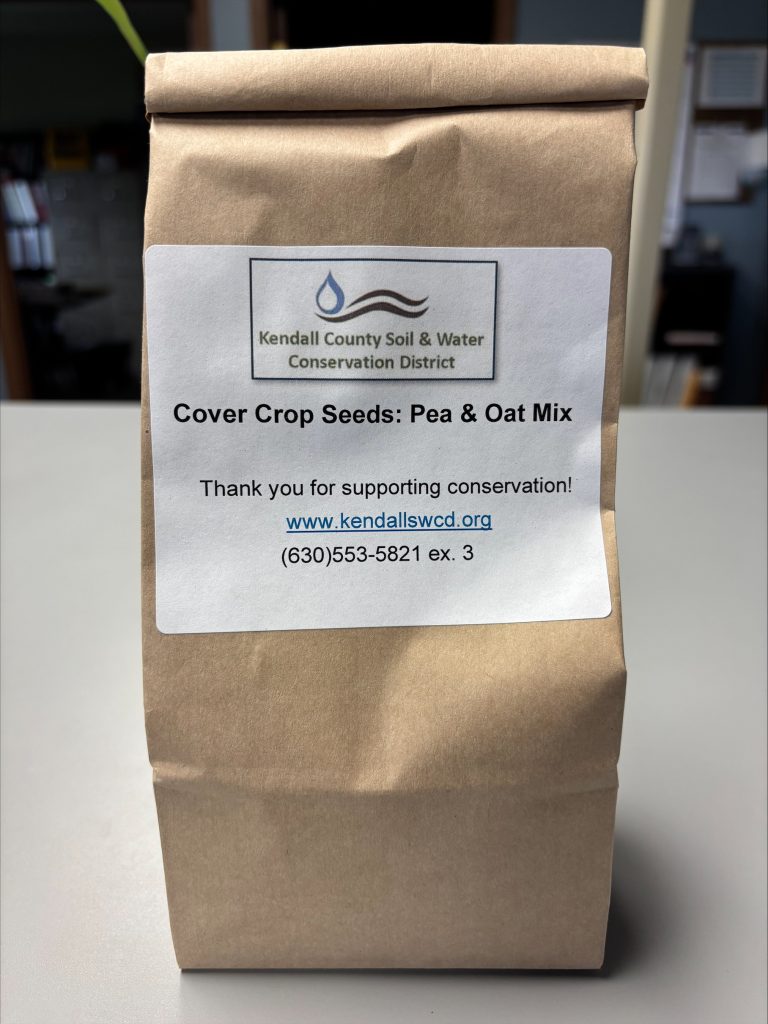 Kendall County Soil & Water
Conservation District
Cover Crop Seeds: Pea & Oat Mix
Thank you for supporting conservation!
www.kendallswcd.org
(630)553-5821 ex. 3